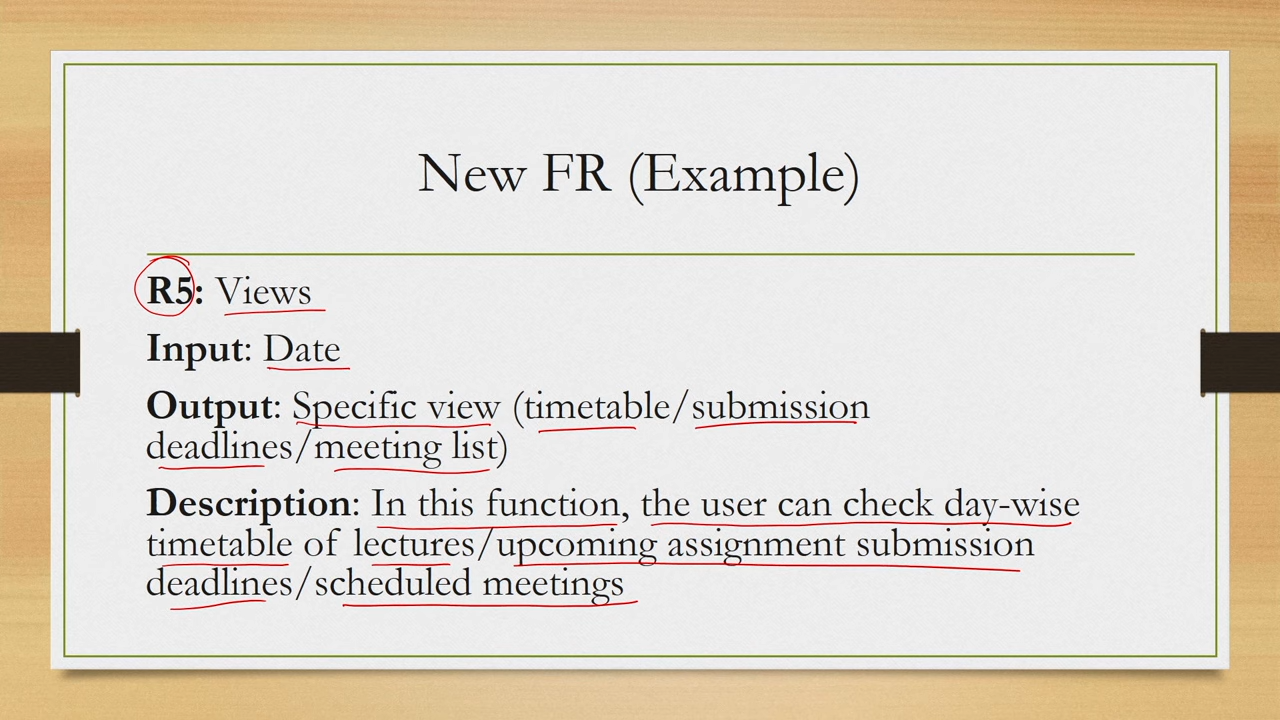 New FR (Example)
R5: Views
Input: Date
Output: Specific view (timetable/submission
deadlines/meeting list)
Description: In this function, the user can check day-wise
timetable of lectures/upcoming assignment submission
deadlines/scheduled meetings